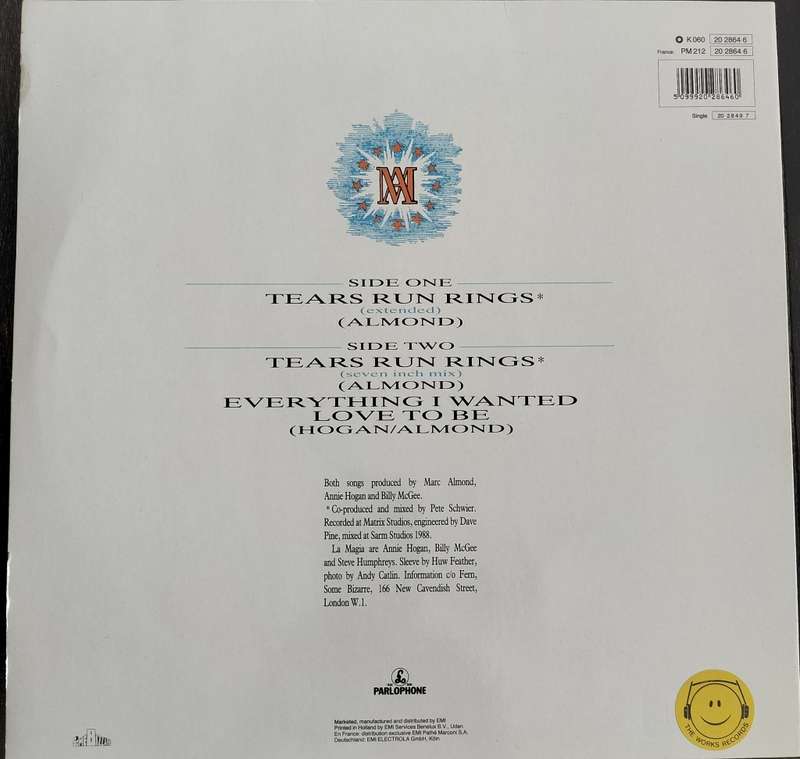 K 060 20 2864 6
France: PM 212 20 2864 6
5 099920 286460
Single 20 2849 7
MA
SIDE ONE
TEARS RUN RINGS*
(extended)
(ALMOND)
SIDE TWO
TEARS RUN RINGS*
(seven inch mix)
(ALMOND)
EVERYTHING I WANTED
LOVE TO BE
(HOGAN/ALMOND)
Both songs produced by Marc Almond,
Annie Hogan and Billy McGee.
* Co-produced and mixed by Pete Schwier.
Recorded at Matrix Studios, engineered by Dave
Pine, mixed at Sarm Studios 1988.
La Magia are Annie Hogan, Billy McGee
and Steve Humphreys. Sleeve by Huw Feather,
photo by Andy Catlin. Information c/o Fern,
Some Bizarre, 166 New Cavendish Street,
London W.1.
PARLOPHONE
Marketed, manufactured and distributed by EMI
Printed in Holland by EMI Services Benelux B.V., Uden.
En France: distribution exclusive EMI Pathé Marconi S.A.
Deutschland: EMI ELECTROLA GmbH, Köln.
THE WORKS RECORDS